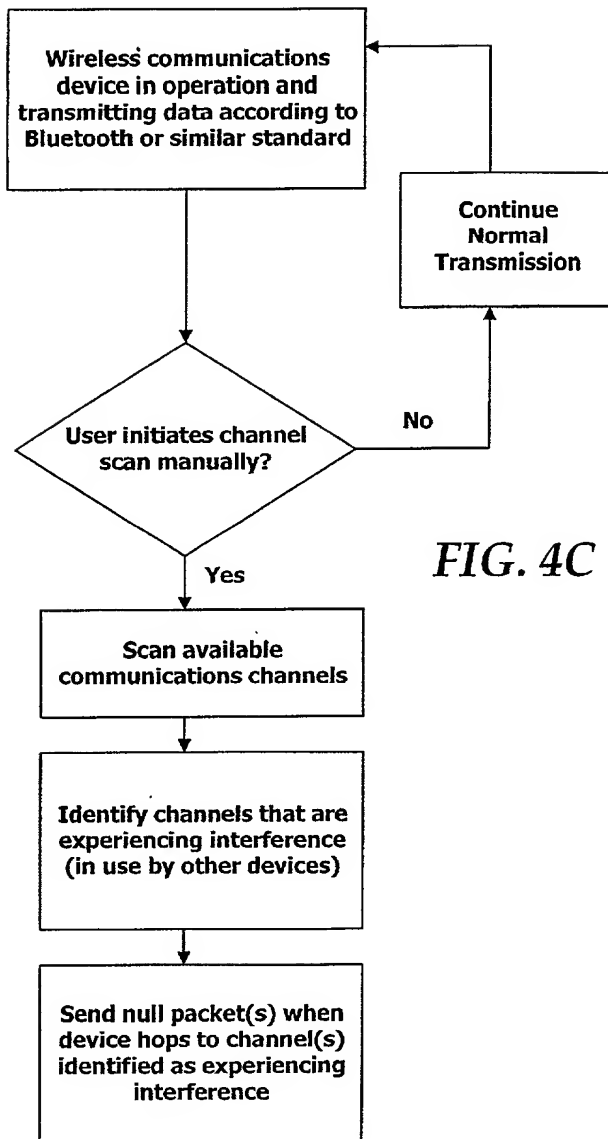 Wireless communications
device in operation and
transmitting data according to
Bluetooth or similar standard
Continue
Normal
Transmission
User initiates channel
scan manually?
No
Yes
FIG. 4C
Scan available
communications channels
Identify channels that are
experiencing interference
(in use by other devices)
Send null packet(s) when
device hops to channel(s)
identified as experiencing
interference